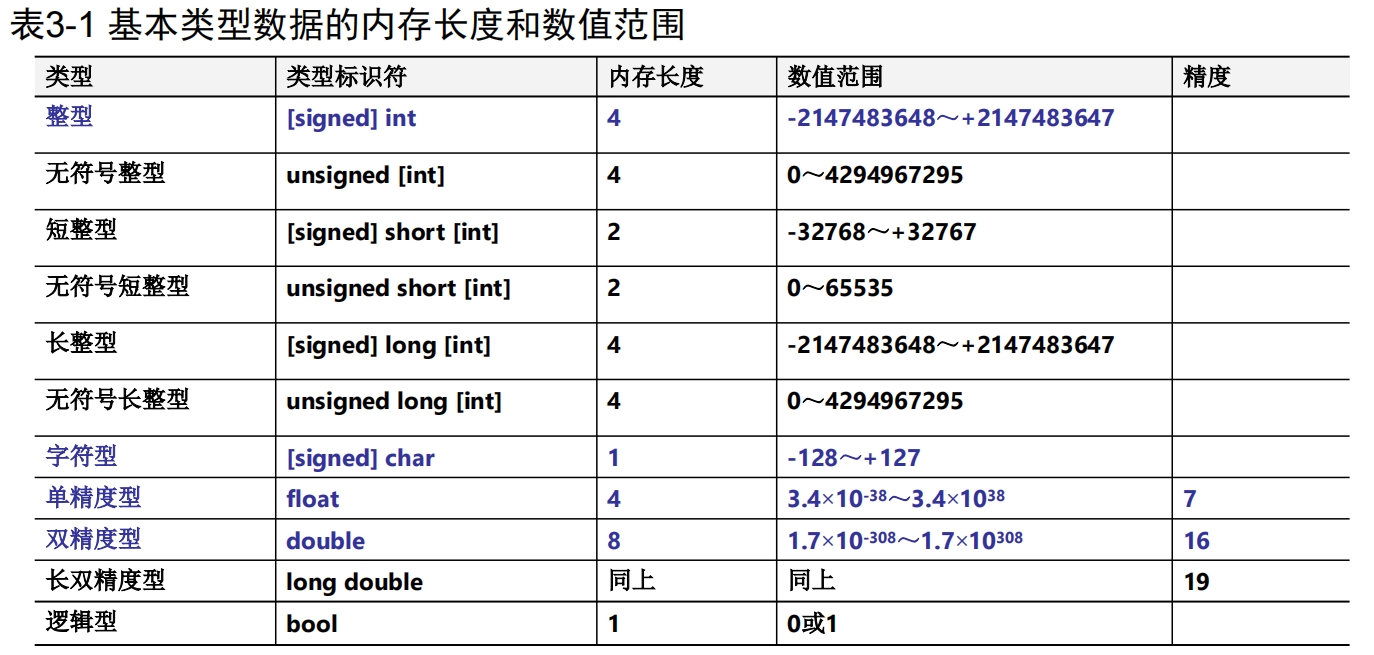 表3-1 基本类型数据的内存长度和数值范围
类型 类型标识符 内存长度 数值范围 精度
整型 [signed] int 4 -2147483648～+2147483647
无符号整型 unsigned [int] 4 0～4294967295
短整型 [signed] short [int] 2 -32768～+32767
无符号短整型 unsigned short [int] 2 0～65535
长整型 [signed] long [int] 4 -2147483648～+2147483647
无符号长整型 unsigned long [int] 4 0～4294967295
字符型 [signed] char 1 -128～+127
单精度型 float 4 3.4×10⁻³⁸～3.4×10³⁸ 7
双精度型 double 8 1.7×10⁻³⁰⁸～1.7×10³⁰⁸ 16
长双精度型 long double 同上 同上 19
逻辑型 bool 1 0或1